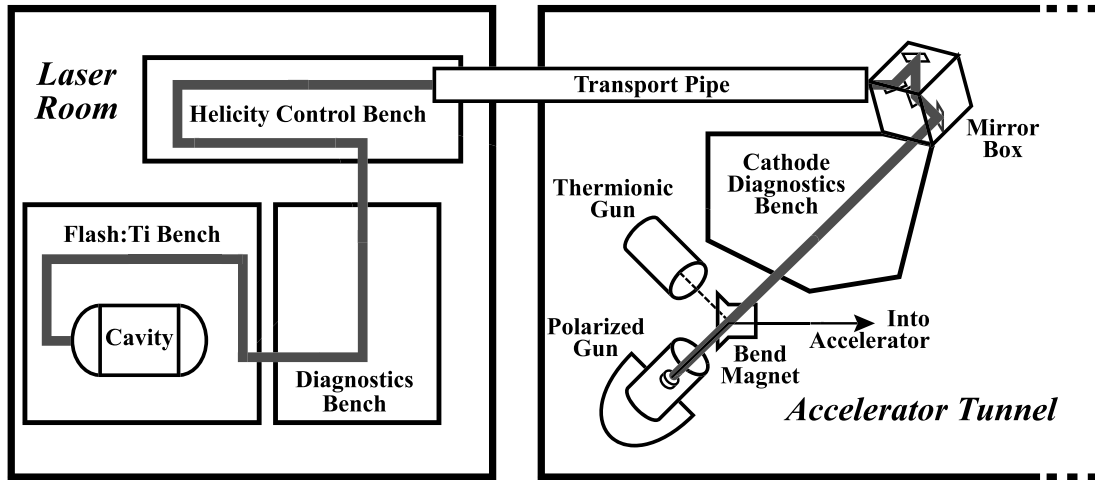 Laser
Room
Helicity Control Bench
Transport Pipe
Mirror
Box
Cathode
Diagnostics
Bench
Thermionic
Gun
Flash:Ti Bench
Cavity
Diagnostics
Bench
Polarized
Gun
Bend
Magnet
Into
Accelerator
Accelerator Tunnel